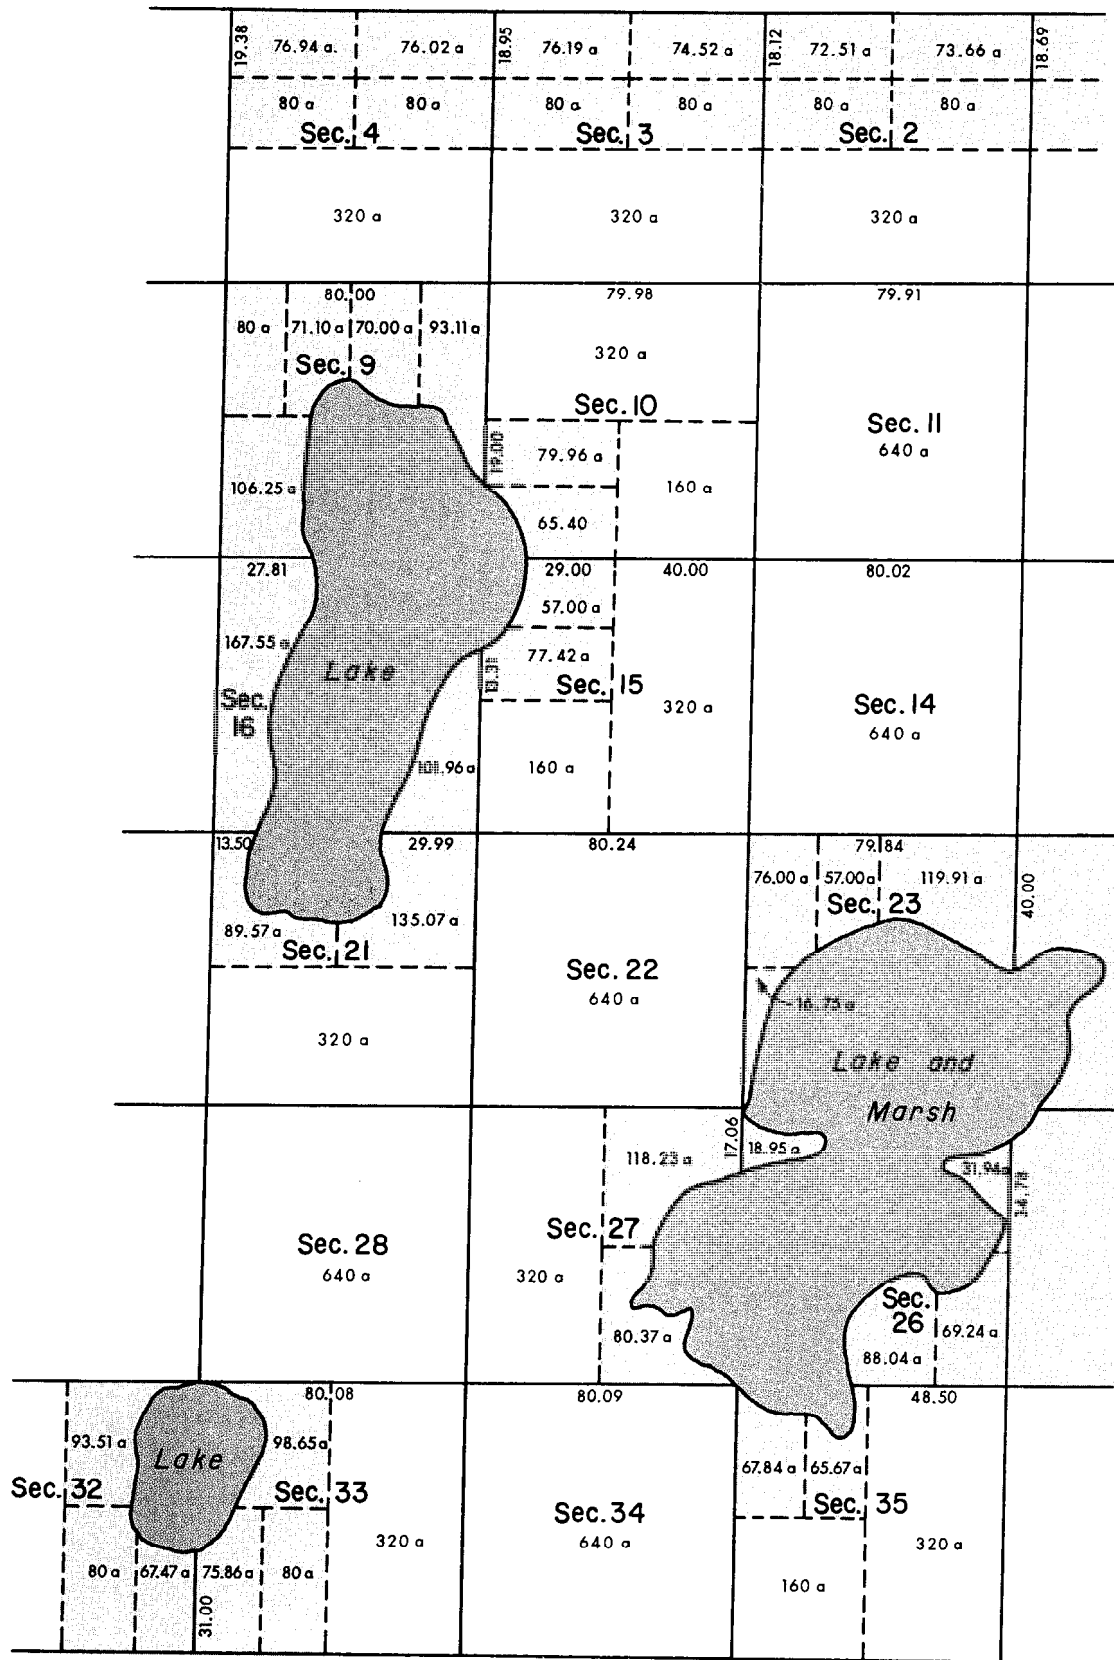 19.38 76.94 a. 76.02 a 18.95 76.19 a 74.52 a 18.12 72.51 a 73.66 a 18.69
80 a 80 a 80 a 80 a 80 a 80 a
Sec. 4 Sec. 3 Sec. 2
320 a 320 a 320 a
80.00 79.98 79.91
80 a 71.10 a 70.00 a 93.11 a
320 a
Sec. 9
Sec. 10
Sec. 11
640 a
19.00 79.96 a
106.25 a 160 a
65.40
27.81 29.00 40.00 80.02
57.00 a
167.55 a 77.42 a
Lake 13.31
Sec. 15
Sec.
16
320 a
Sec. 14
640 a
101.96 a 160 a
13.50 29.99 80.24 79.84
76.00 a 57.00 a 119.91 a 40.00
Sec. 23
89.57 a 135.07 a
Sec. 21
Sec. 22
640 a
16.75 a
320 a
Lake and
Marsh
17.06 18.95 a
118.23 a 31.94 a 34.78
Sec. 27
Sec. 28
640 a
320 a
Sec.
26
80.37 a 69.24 a
88.04 a
80.08 80.09 48.50
93.51 a 98.65 a
Lake
67.84 a 65.67 a
Sec. 32 Sec. 33 Sec. 35
Sec. 34
640 a
320 a 320 a
80 a 67.47 a 75.86 a 80 a
160 a
31.00